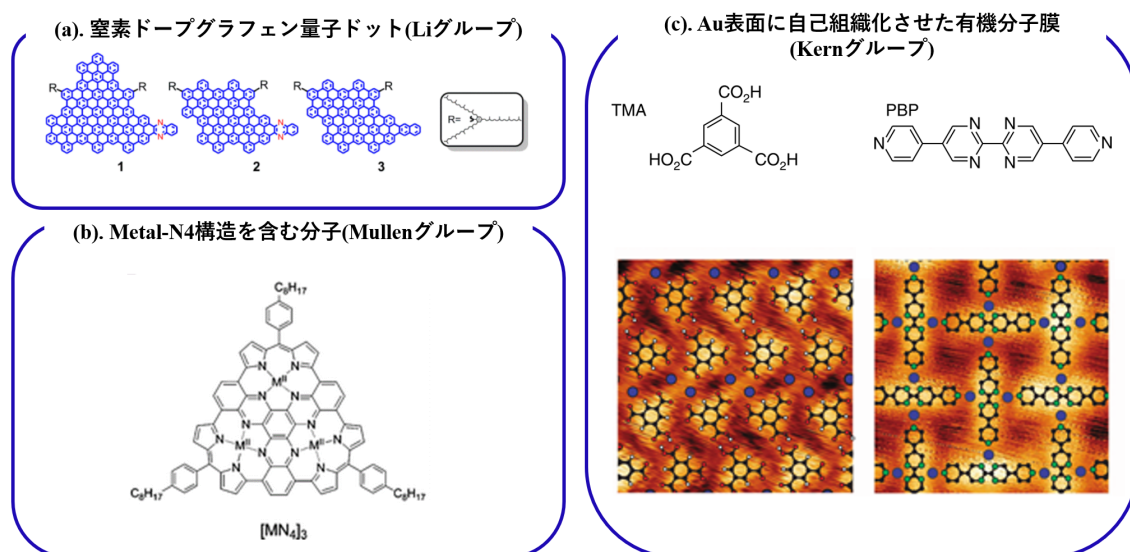 (a). 窒素ドープグラフェン量子ドット(Liグループ)
R
R
R
R
R
R
N
N
N
N
R=
1
2
3
(b). Metal-N4構造を含む分子(Mullenグループ)
C8H17
N
N
MII
N
N
N
N
N
N
MII
MII
N
N
N
N
C8H17
C8H17
[MN4]3
(c). Au表面に自己組織化させた有機分子膜
(Kernグループ)
TMA
CO2H
HO2C
CO2H
PBP
N
N
N
N
N
N